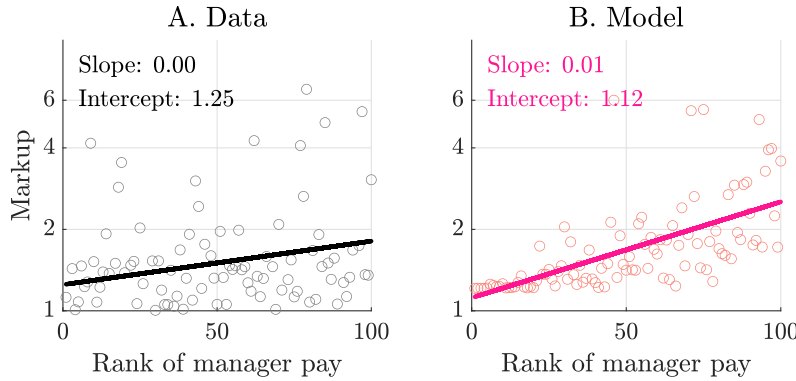 A. Data
Slope: 0.00
Intercept: 1.25
Markup
6
4
2
1
0
50
100
Rank of manager pay
B. Model
Slope: 0.01
Intercept: 1.12
6
4
2
1
0
50
100
Rank of manager pay